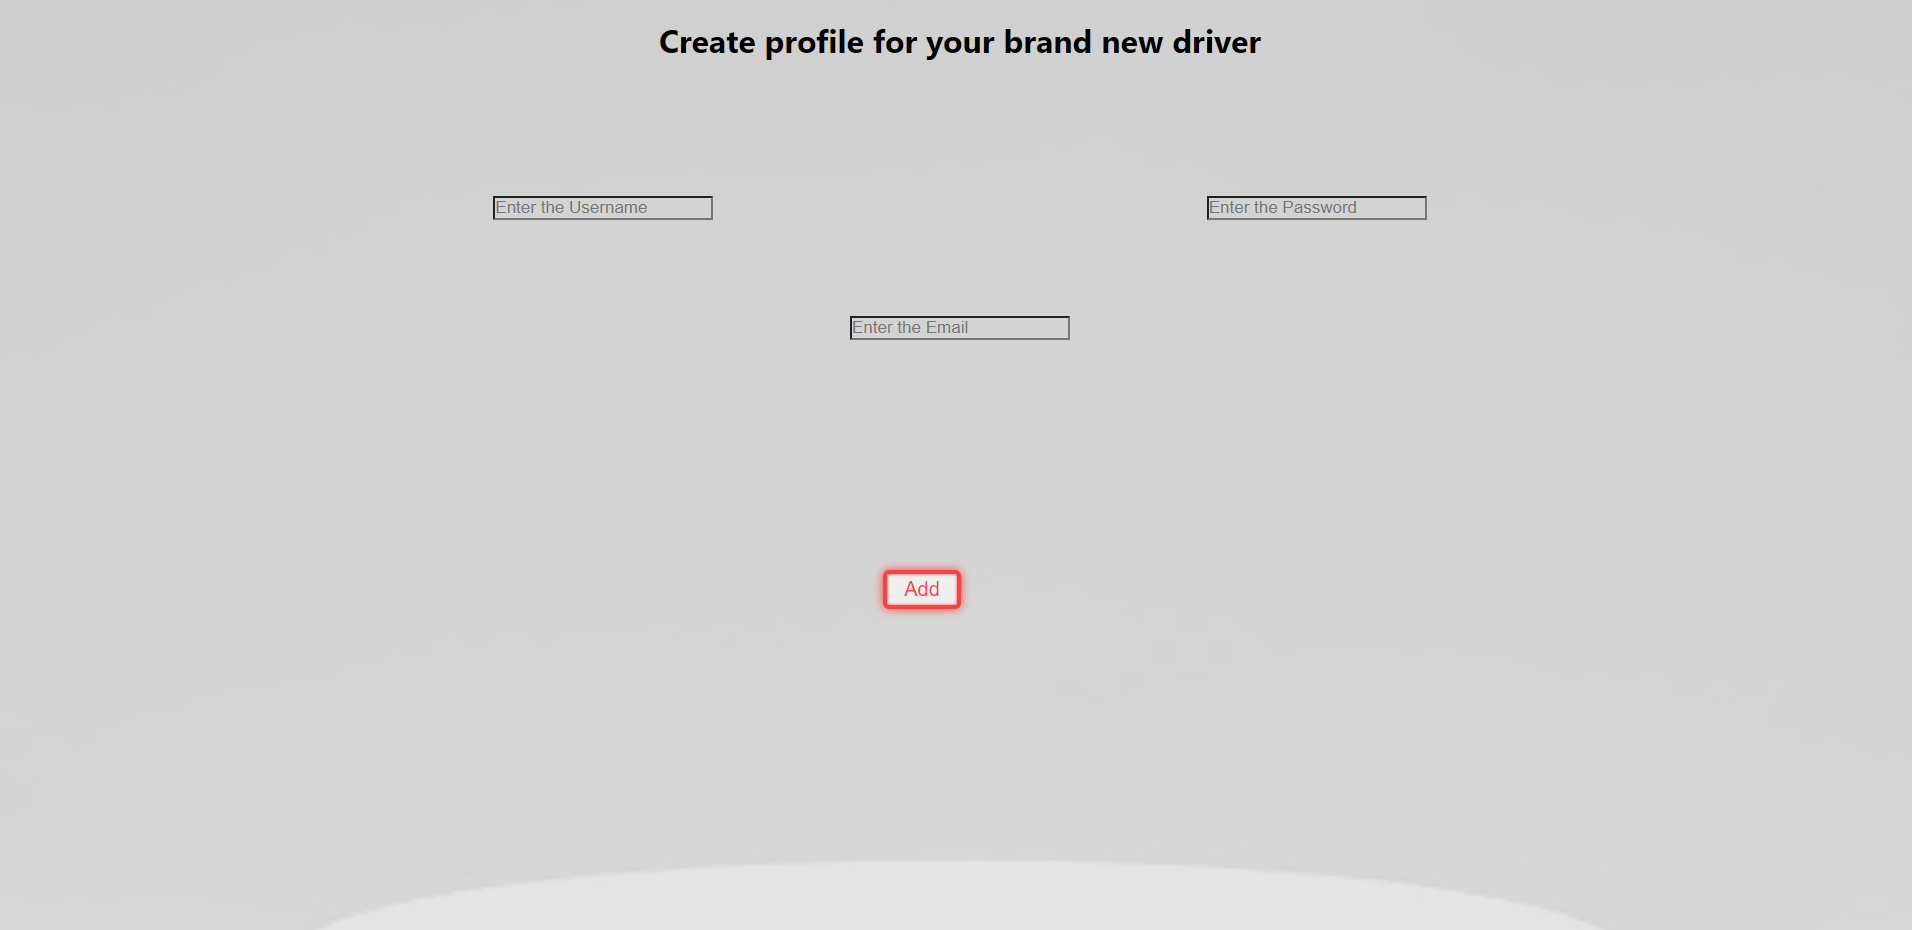 Create profile for your brand new driver
Enter the Username
Enter the Password
Enter the Email
Add